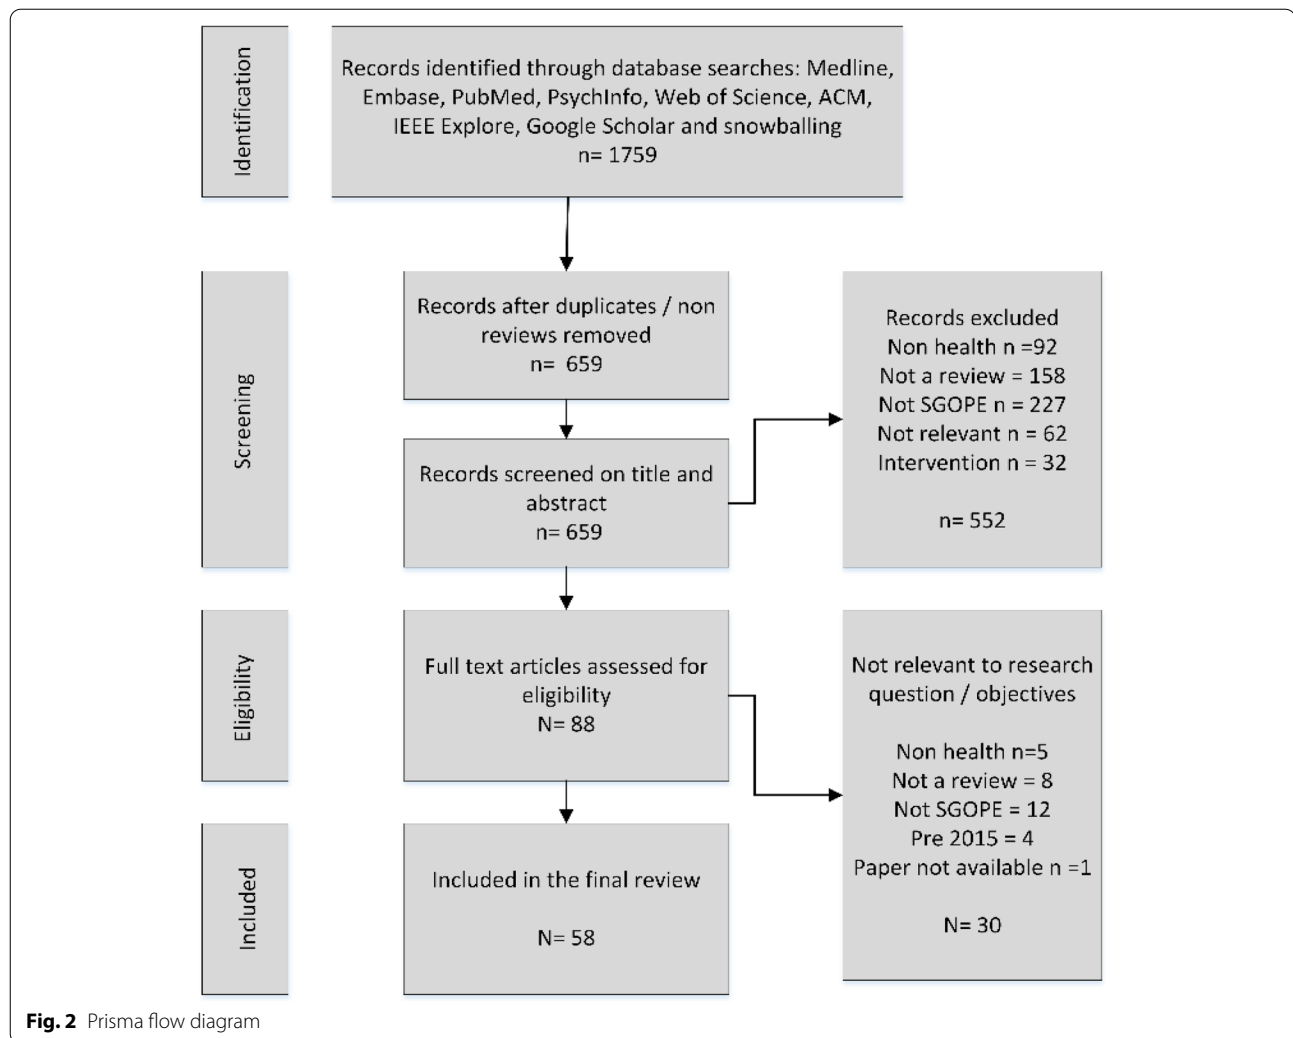 Identification
Records identified through database searches: Medline,
Embase, PubMed, PsychInfo, Web of Science, ACM,
IEEE Explore, Google Scholar and snowballing
n= 1759
Screening
Records after duplicates / non
reviews removed
n= 659
Records screened on title and
abstract
n= 659
Records excluded
Non health n =92
Not a review = 158
Not SGOPE n = 227
Not relevant n = 62
Intervention n = 32
n= 552
Eligibility
Full text articles assessed for
eligibility
N= 88
Not relevant to research
question / objectives
Non health n=5
Not a review = 8
Not SGOPE = 12
Pre 2015 = 4
Paper not available n =1
N= 30
Included
Included in the final review
N= 58
Fig. 2 Prisma flow diagram